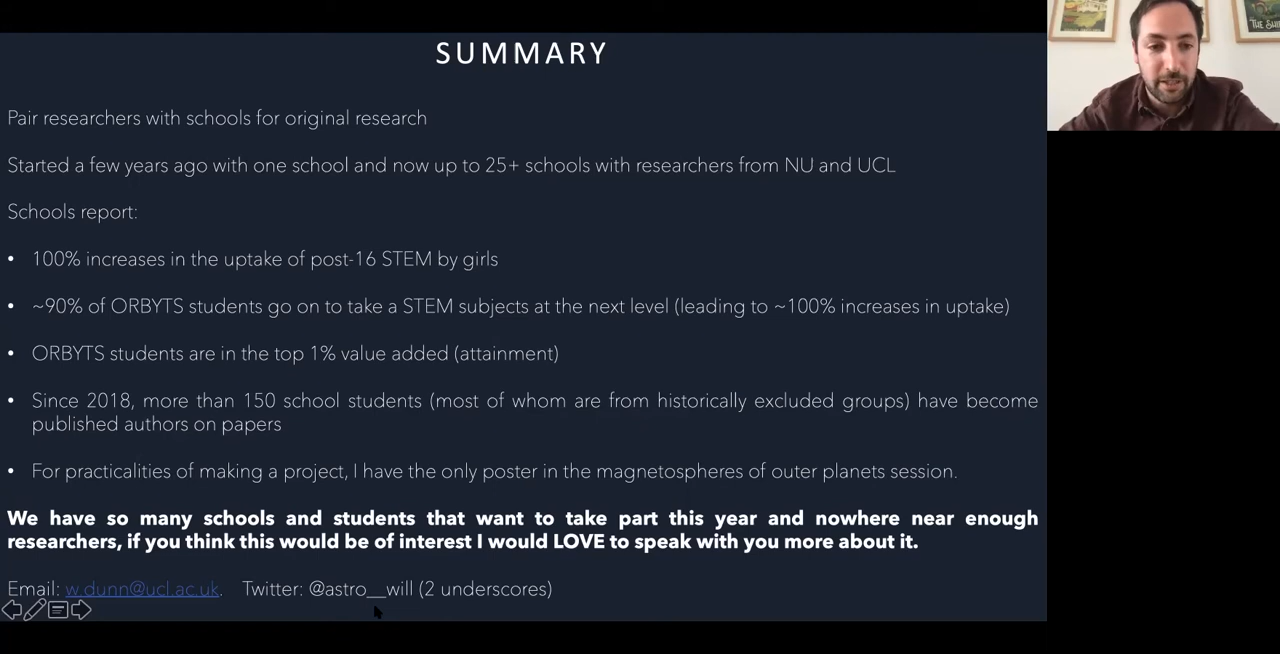 SUMMARY
Pair researchers with schools for original research
Started a few years ago with one school and now up to 25+ schools with researchers from NU and UCL
Schools report:
• 100% increases in the uptake of post-16 STEM by girls
• ~90% of ORBYTS students go on to take a STEM subjects at the next level (leading to ~100% increases in uptake)
• ORBYTS students are in the top 1% value added (attainment)
• Since 2018, more than 150 school students (most of whom are from historically excluded groups) have become
published authors on papers
• For practicalities of making a project, I have the only poster in the magnetospheres of outer planets session.
We have so many schools and students that want to take part this year and nowhere near enough
researchers, if you think this would be of interest I would LOVE to speak with you more about it.
Email: w.dunn@ucl.ac.uk. Twitter: @astro__will (2 underscores)
THE